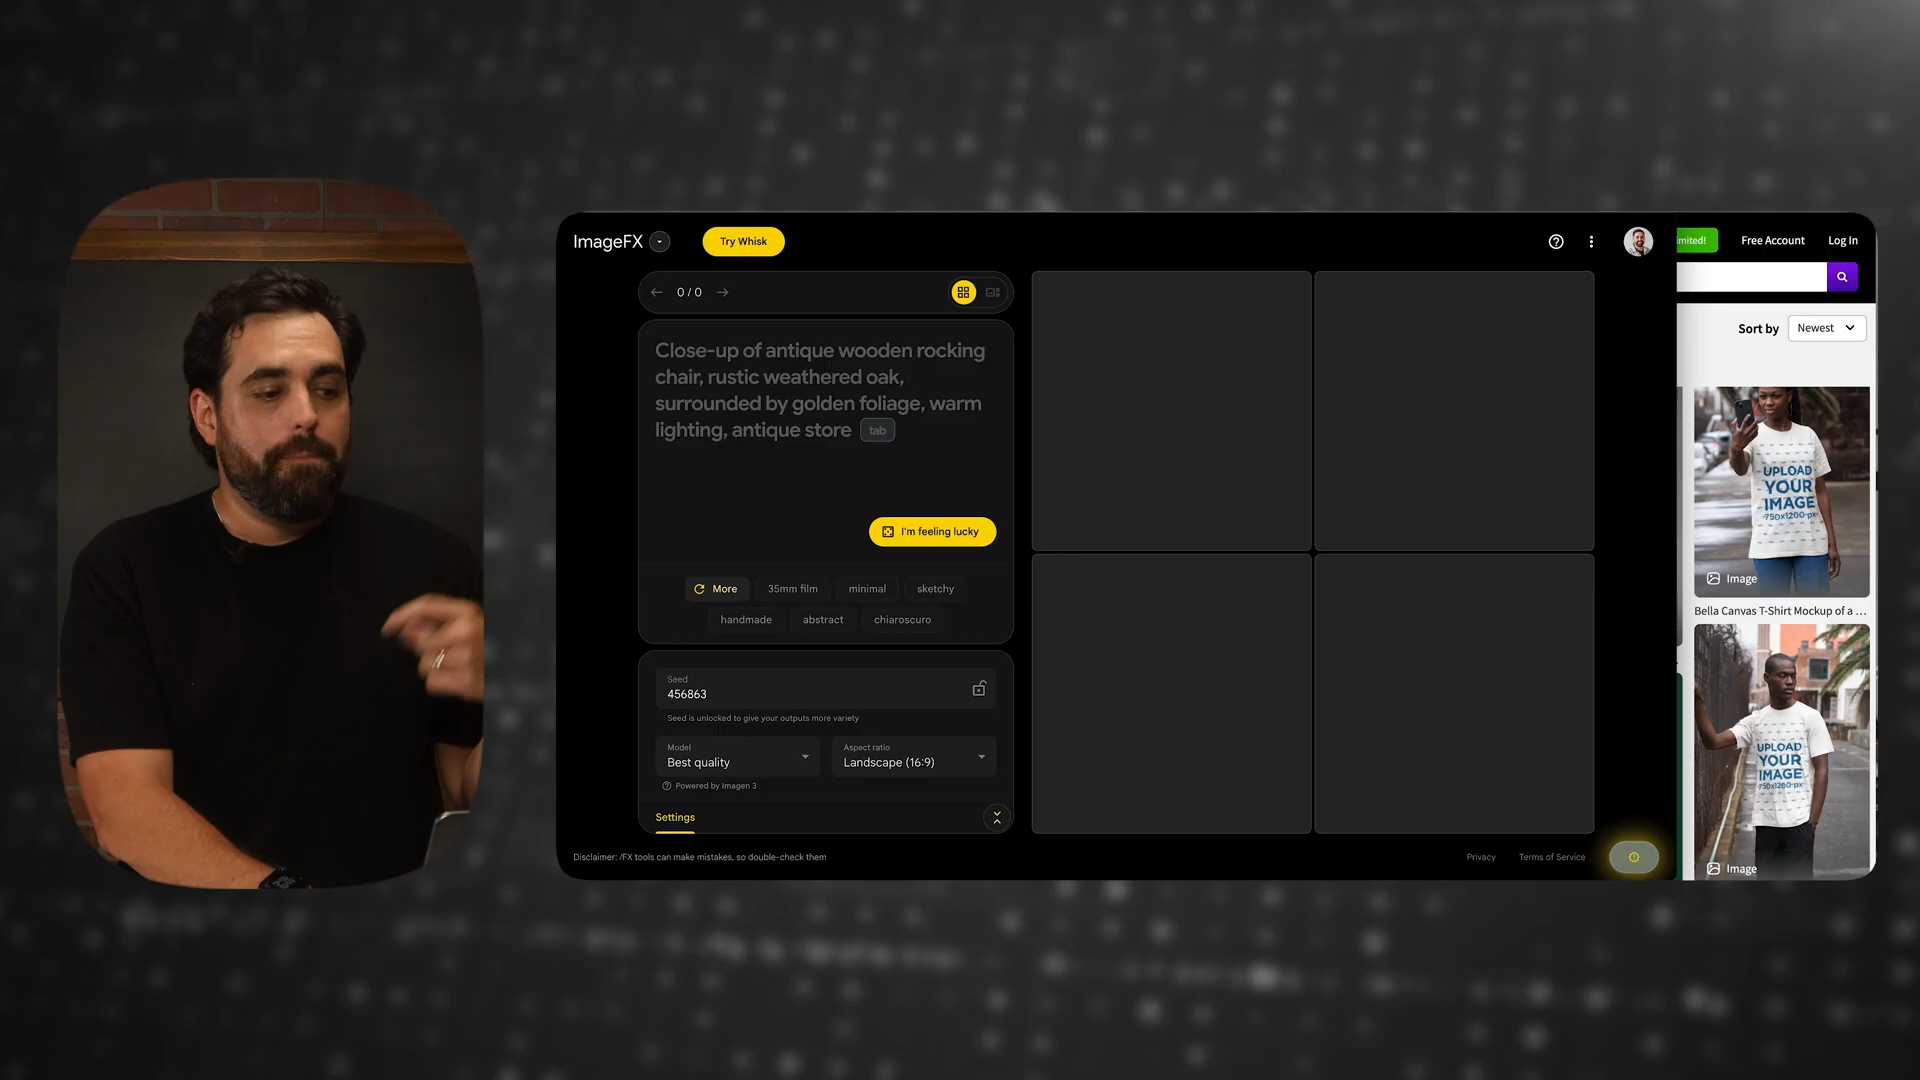 ImageFX
Try Whisk
0 / 0
Close-up of antique wooden rocking
chair, rustic weathered oak,
surrounded by golden foliage, warm
lighting, antique store tab
I'm feeling lucky
More
35mm film
minimal
sketchy
handmade
abstract
chiaroscuro
Seed
456863
Seed is unlocked to give your outputs more variety
Model
Best quality
Aspect ratio
Landscape (16:9)
Powered by Imagen 3
Settings
Disclaimer: /FX tools can make mistakes, so double-check them
Privacy
Terms of Service
Free Account
Log In
Sort by
Newest
UPLOAD
YOUR
IMAGE
750x1200 px
Image
Bella Canvas T-Shirt Mockup of a ...
UPLOAD
YOUR
IMAGE
750x1200 px
Image